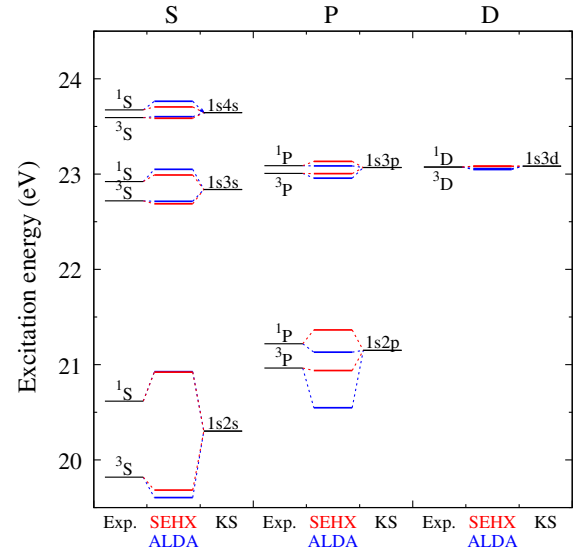 S P D
24
23
22
21
20
Excitation energy (eV)
¹S
³S
1s4s
¹S
³S
1s3s
¹S
³S
1s2s
¹P
³P
1s3p
¹P
³P
1s2p
¹D
³D
1s3d
Exp. SEHX KS Exp. SEHX KS Exp. SEHX KS
ALDA ALDA ALDA